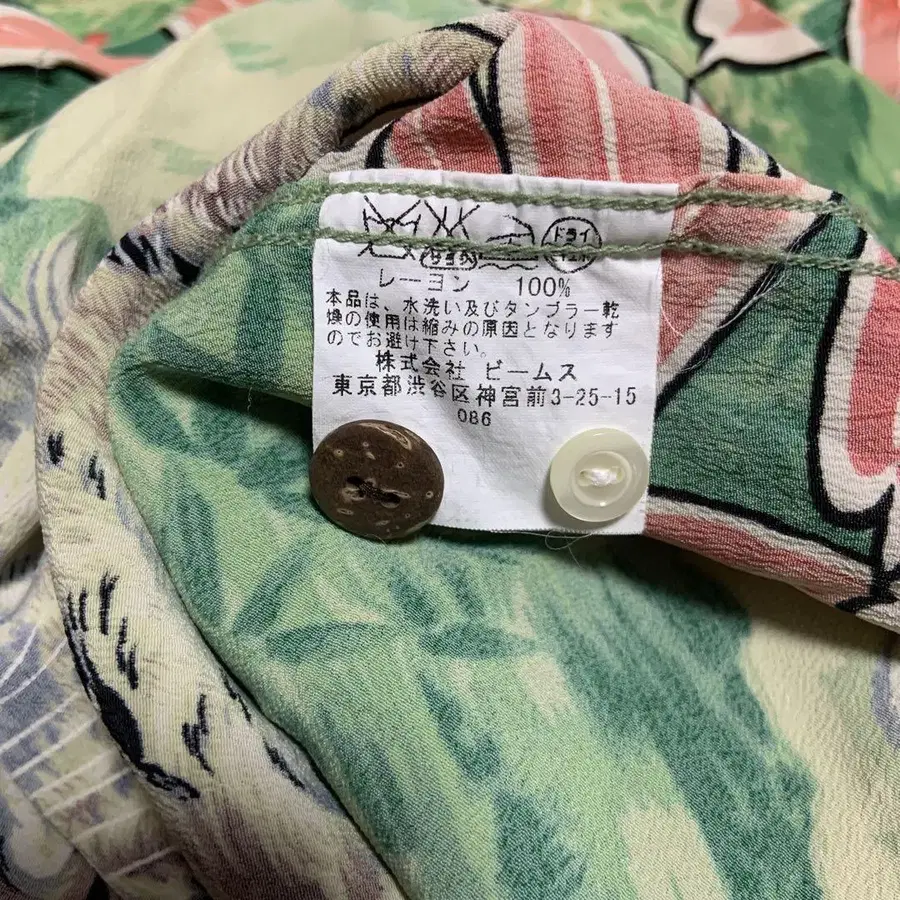 ドライ
レーヨン 100%
本品は、水洗い及びタンブラー乾
燥の使用は縮みの原因となります
のでお避け下さい。
株式会社 ビームス
東京都渋谷区神宮前3-25-15
086